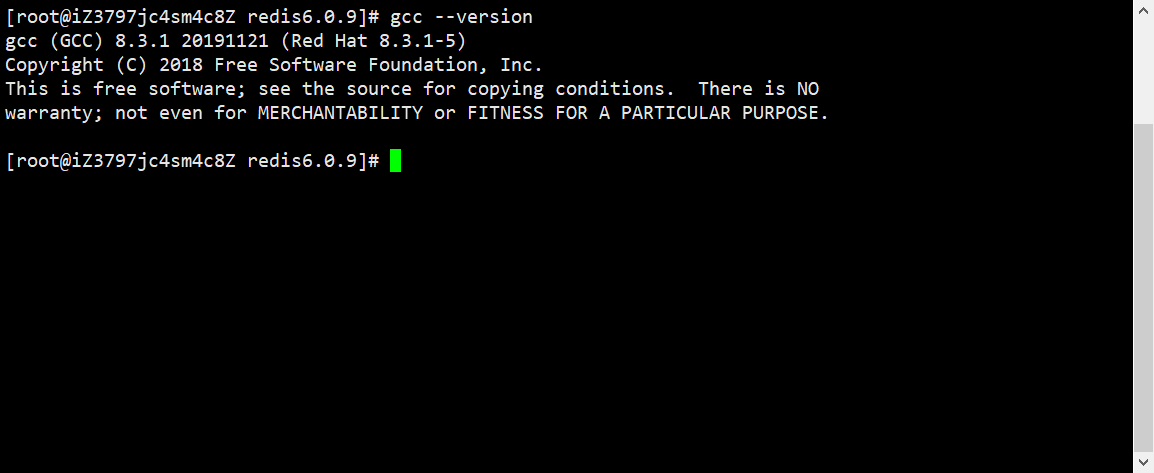 [root@iZ3797jc4sm4c8Z redis6.0.9]# gcc --version
gcc (GCC) 8.3.1 20191121 (Red Hat 8.3.1-5)
Copyright (C) 2018 Free Software Foundation, Inc.
This is free software; see the source for copying conditions.  There is NO
warranty; not even for MERCHANTABILITY or FITNESS FOR A PARTICULAR PURPOSE.
[root@iZ3797jc4sm4c8Z redis6.0.9]#